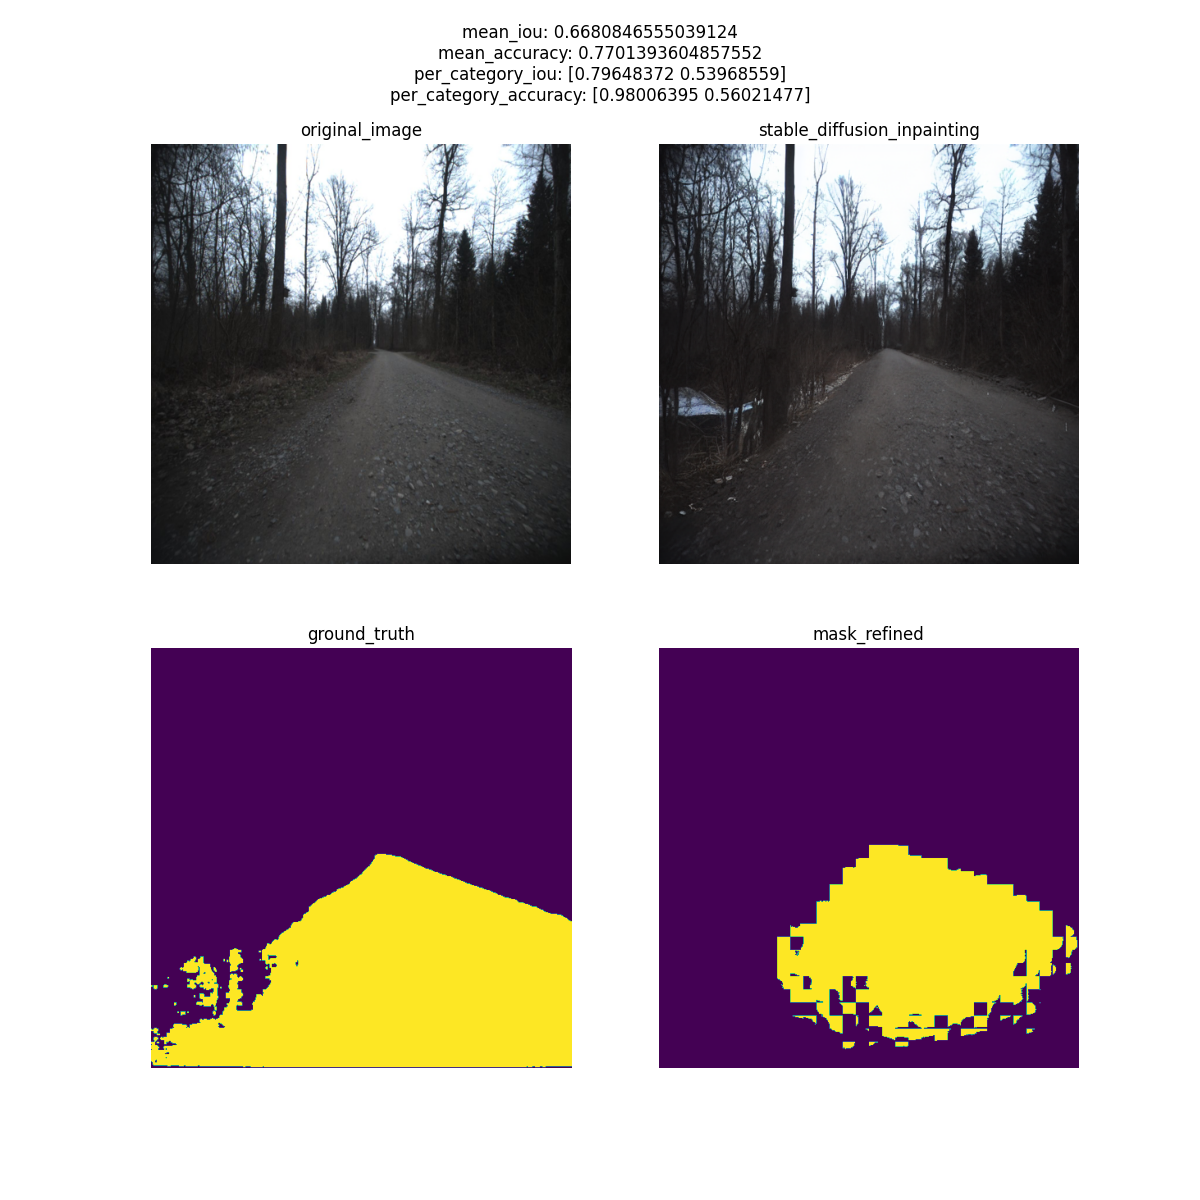 mean_iou: 0.6680846555039124
mean_accuracy: 0.7701393604857552
per_category_iou: [0.79648372 0.53968559]
per_category_accuracy: [0.98006395 0.56021477]
original_image
stable_diffusion_inpainting
ground_truth
mask_refined